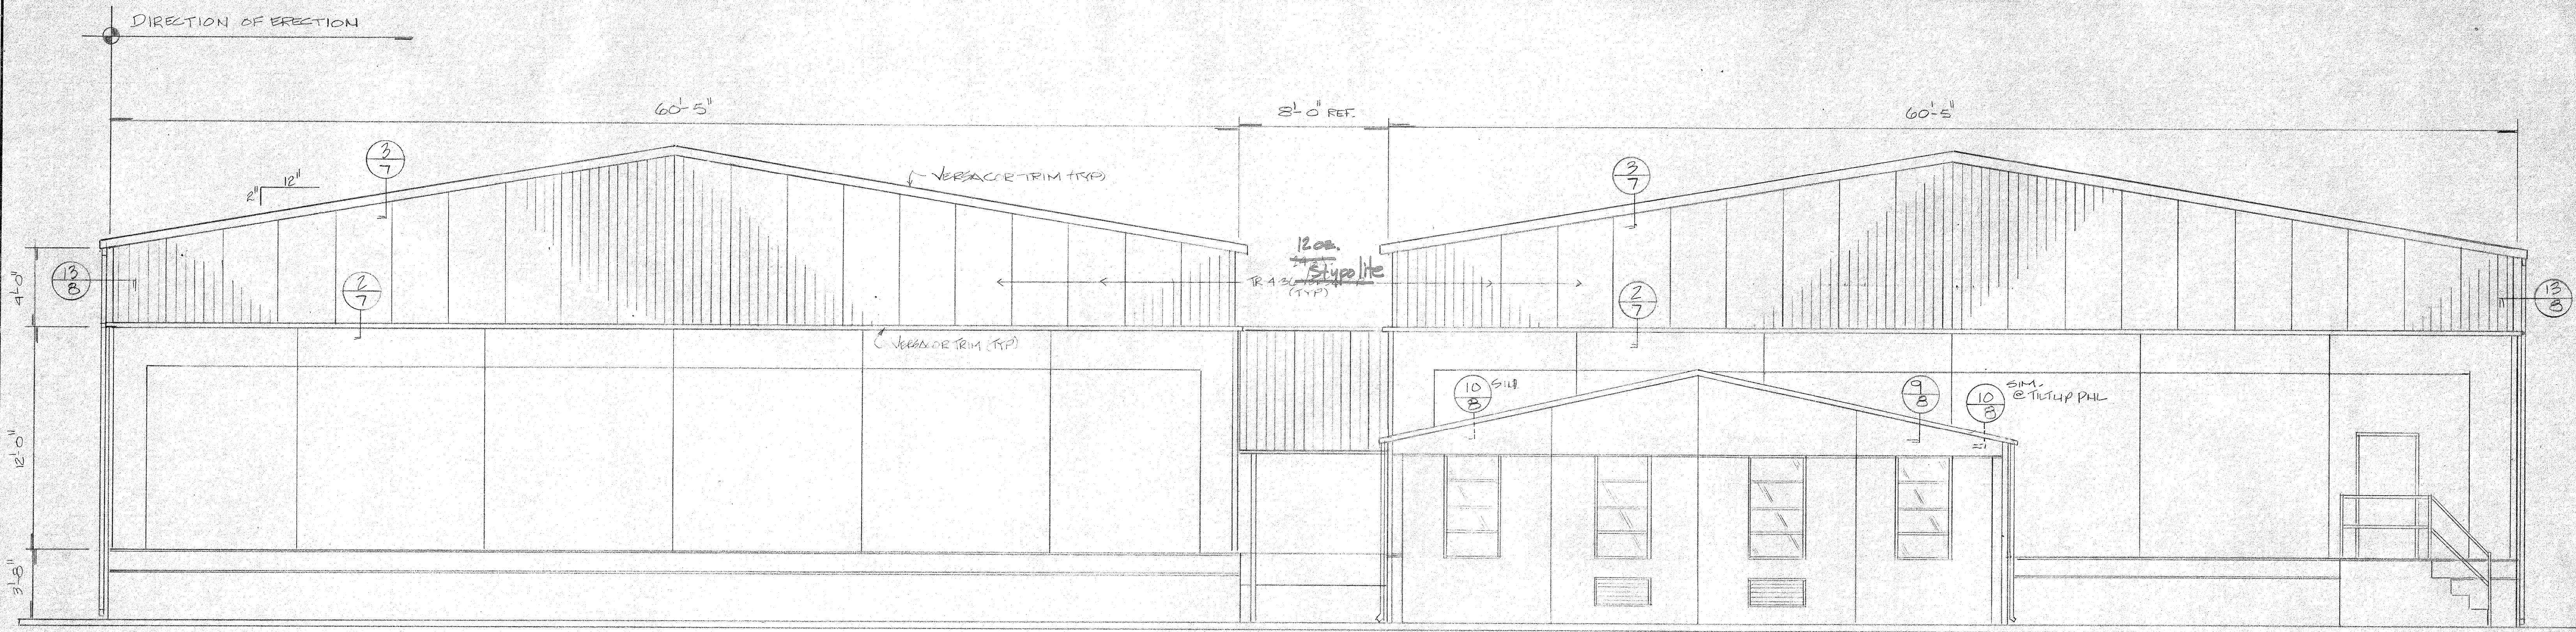 DIRECTION OF ERECTION
60'-5"
8'-0" REF.
60'-5"
3
7
12"
2"
VERSACOR TRIM (TYP)
3
7
12 oz.
Stypolite
TR 4-36
(TYP)
13
8
4'-0"
2
7
2
7
13
8
VERSACOR TRIM (TYP)
10
8
SIM
9
8
10
8
SIM.
@ TILTUP PNL
12'-0"
3'-8"